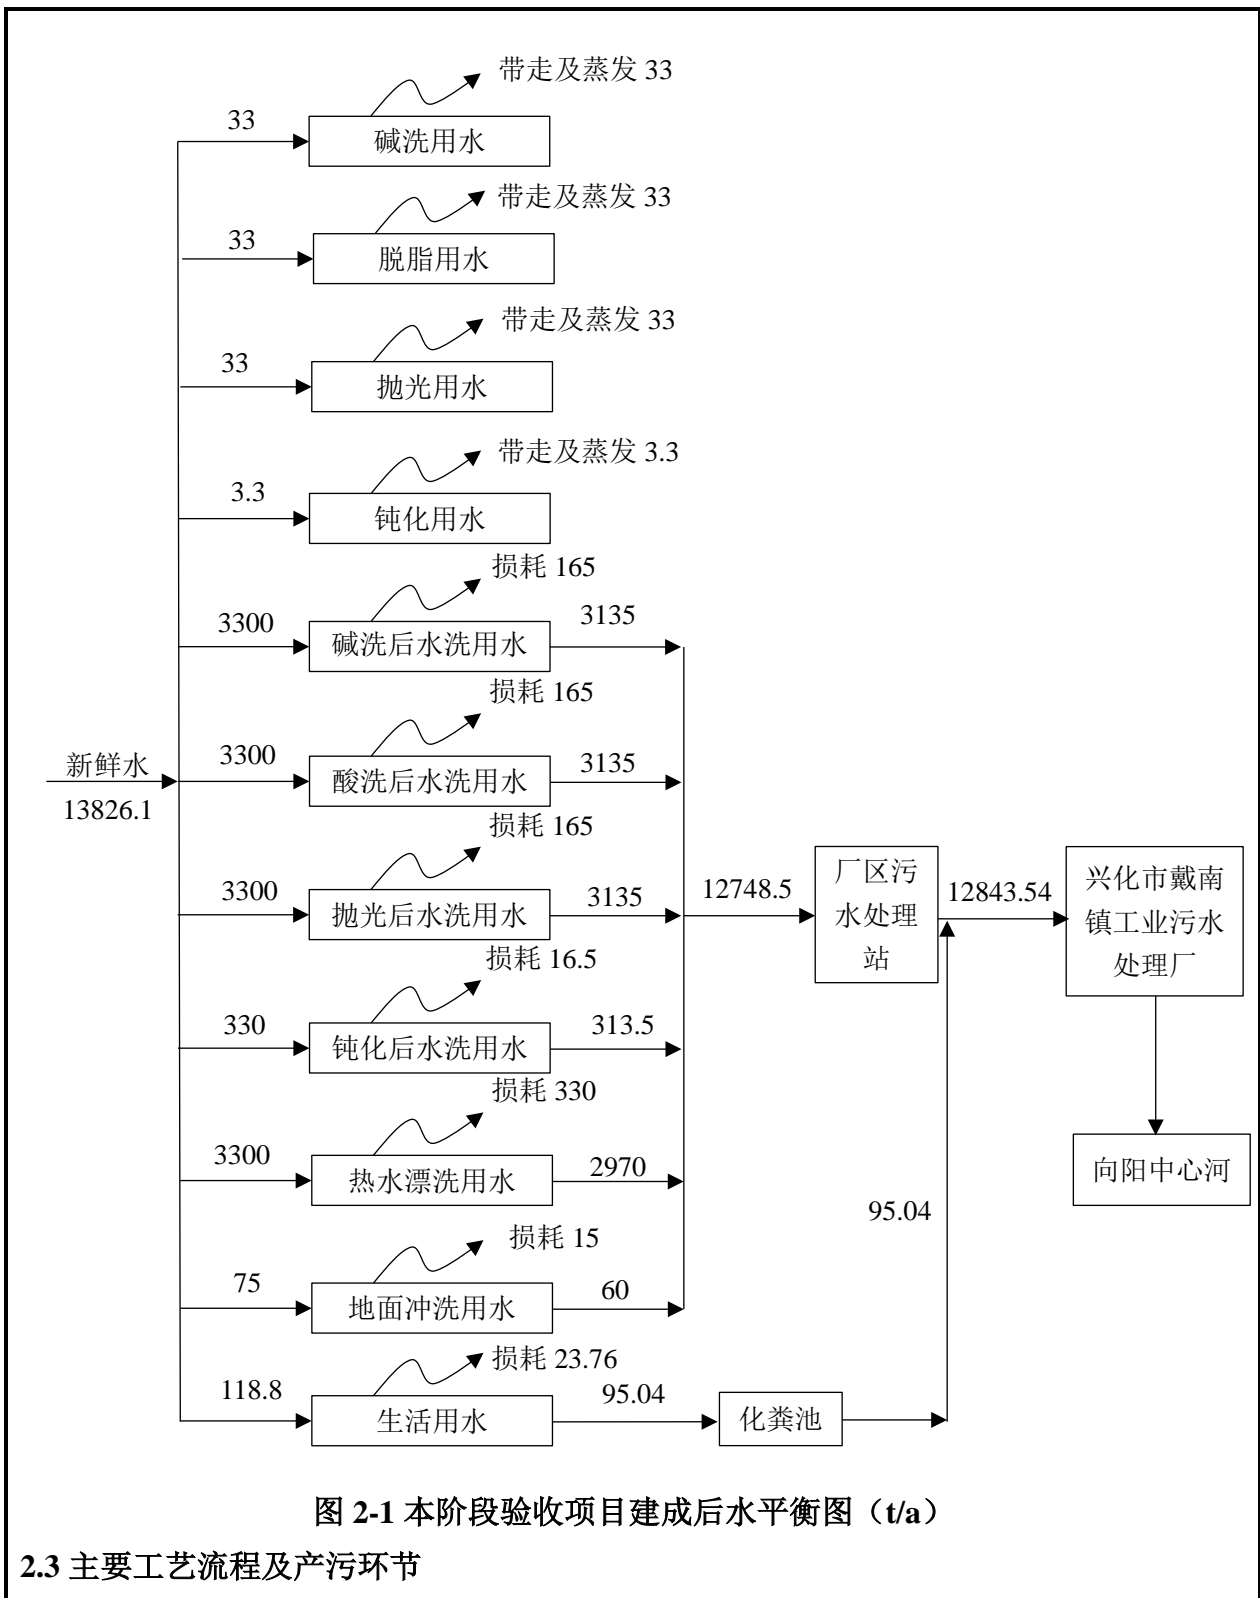 带走及蒸发 33
33
碱洗用水
带走及蒸发 33
33
脱脂用水
带走及蒸发 33
33
抛光用水
带走及蒸发 3.3
3.3
钝化用水
损耗 165
3300
碱洗后水洗用水
3135
损耗 165
新鲜水
13826.1
3300
酸洗后水洗用水
3135
损耗 165
3300
抛光后水洗用水
3135
12748.5
厂区污
水处理
站
12843.54
兴化市戴南
镇工业污水
处理厂
损耗 16.5
330
钝化后水洗用水
313.5
损耗 330
3300
热水漂洗用水
2970
向阳中心河
95.04
损耗 15
75
地面冲洗用水
60
损耗 23.76
118.8
生活用水
95.04
化粪池
图 2-1 本阶段验收项目建成后水平衡图（t/a）
2.3 主要工艺流程及产污环节